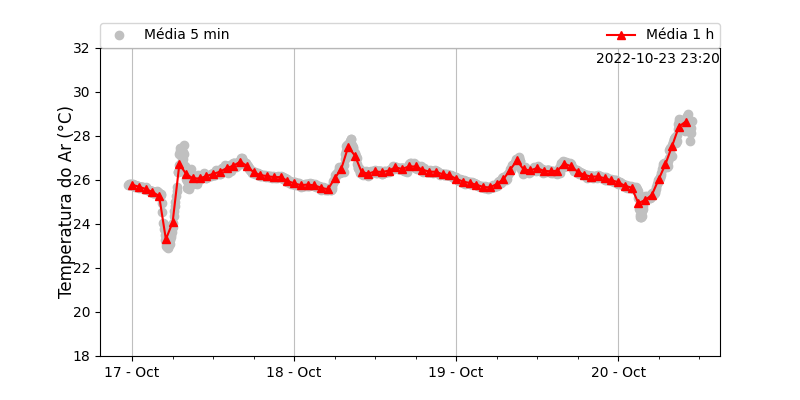 Média 5 min
Média 1 h
2022-10-23 23:20
Temperatura do Ar (°C)
32
30
28
26
24
22
20
18
17 - Oct
18 - Oct
19 - Oct
20 - Oct